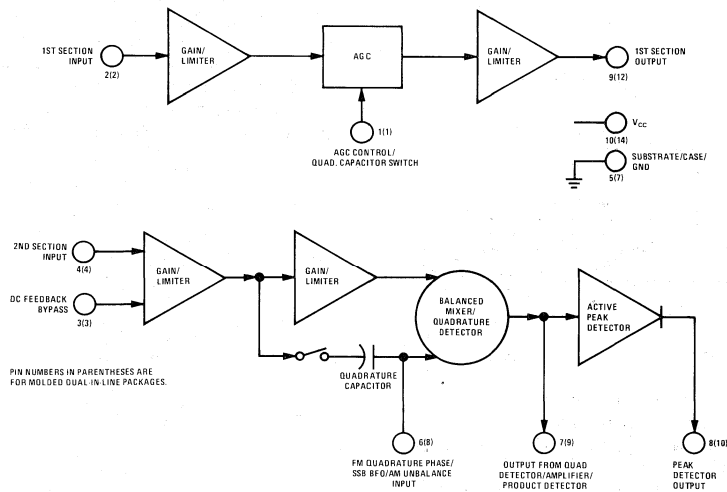 1ST SECTION
INPUT
2(2)
GAIN/
LIMITER
AGC
GAIN/
LIMITER
1ST SECTION
OUTPUT
9(12)
1(1)
AGC CONTROL/
QUAD. CAPACITOR SWITCH
VCC
10(14)
SUBSTRATE/CASE/
GND
5(7)
2ND SECTION
INPUT
4(4)
DC FEEDBACK
BYPASS
3(3)
GAIN/
LIMITER
GAIN/
LIMITER
BALANCED
MIXER/
QUADRATURE
DETECTOR
ACTIVE
PEAK
DETECTOR
QUADRATURE
CAPACITOR
PIN NUMBERS IN PARENTHESES ARE
FOR MOLDED DUAL-IN-LINE PACKAGES.
6(8)
FM QUADRATURE PHASE/
SSB BFO/AM UNBALANCE
INPUT
7(9)
OUTPUT FROM QUAD
DETECTOR/AMPLIFIER/
PRODUCT DETECTOR
8(10)
PEAK
DETECTOR
OUTPUT